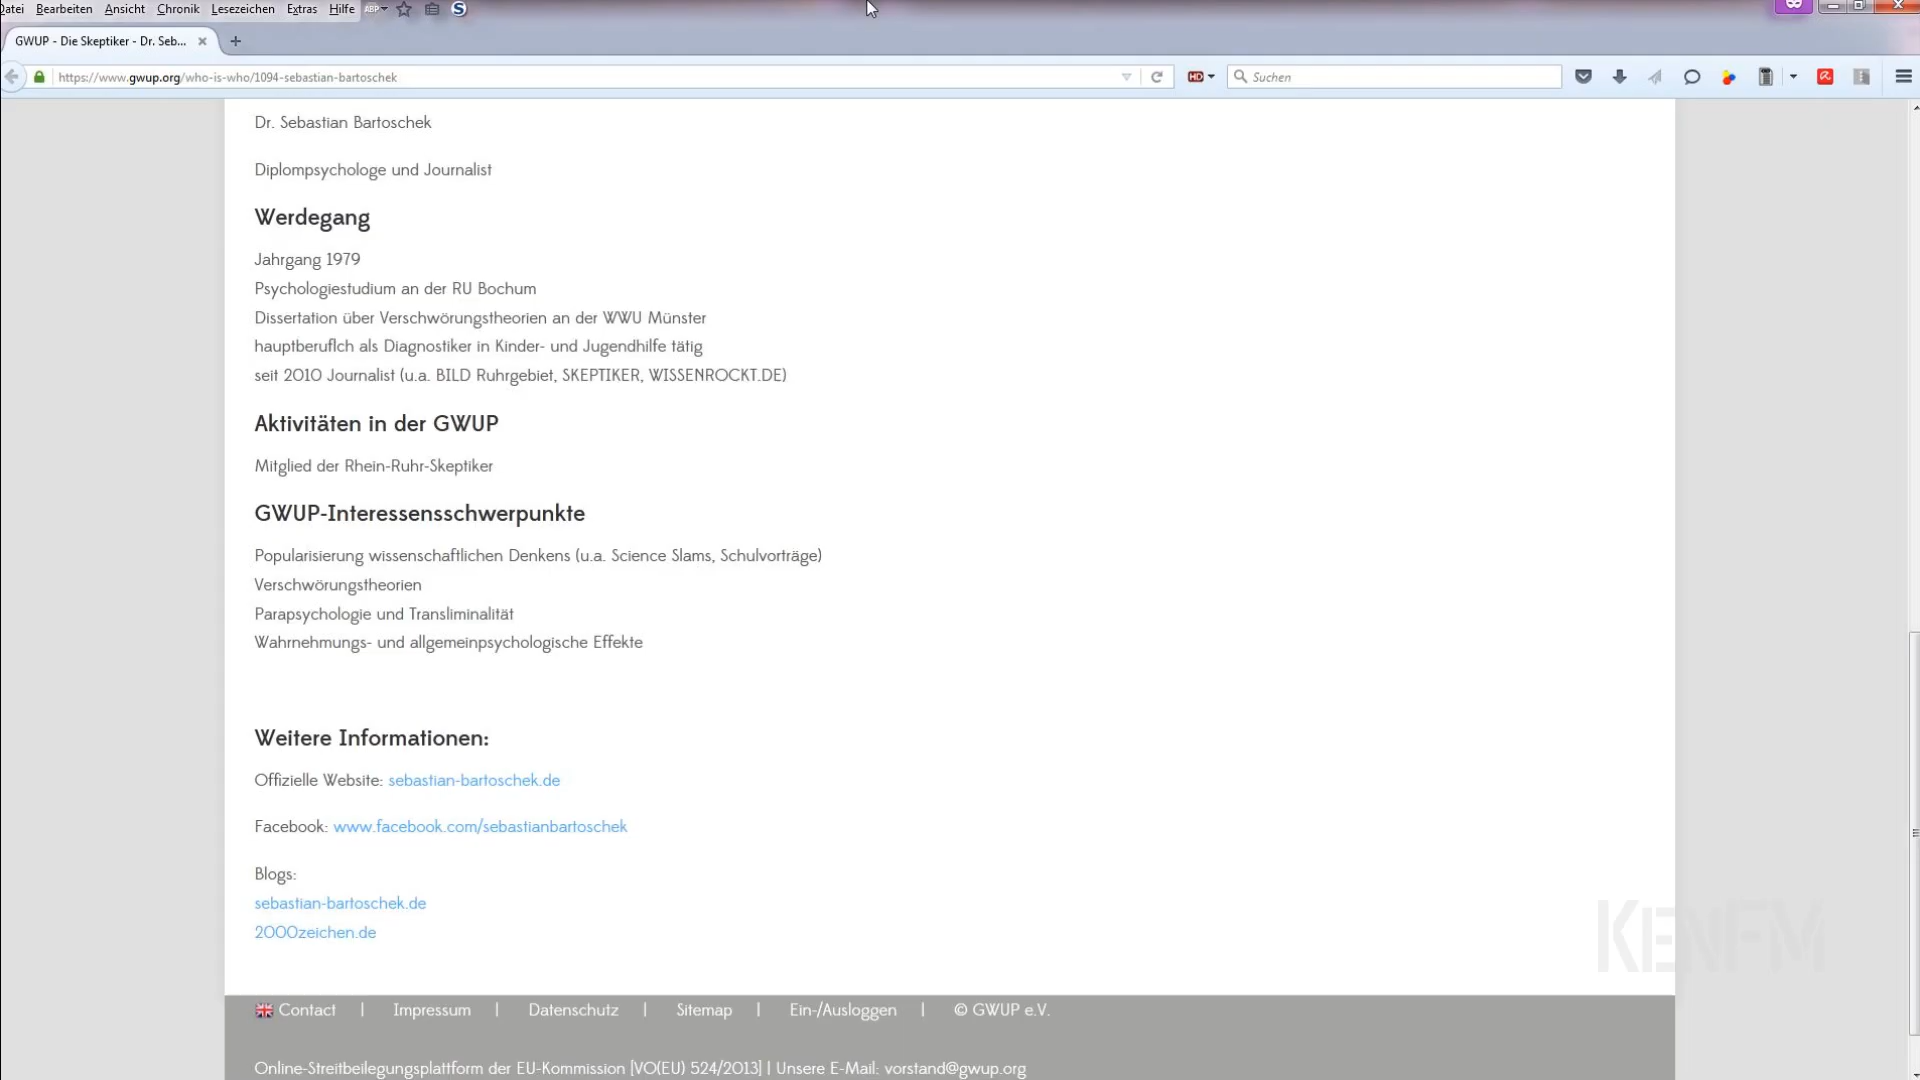 Datei Bearbeiten Ansicht Chronik Lesezeichen Extras Hilfe ABP
GWUP - Die Skeptiker - Dr. Seb...
https://www.gwup.org/who-is-who/1094-sebastian-bartoschek
HD
Suchen
Dr. Sebastian Bartoschek
Diplompsychologe und Journalist
Werdegang
Jahrgang 1979
Psychologiestudium an der RU Bochum
Dissertation über Verschwörungstheorien an der WWU Münster
hauptberuflch als Diagnostiker in Kinder- und Jugendhilfe tätig
seit 2010 Journalist (u.a. BILD Ruhrgebiet, SKEPTIKER, WISSENROCKT.DE)
Aktivitäten in der GWUP
Mitglied der Rhein-Ruhr-Skeptiker
GWUP-Interessensschwerpunkte
Popularisierung wissenschaftlichen Denkens (u.a. Science Slams, Schulvorträge)
Verschwörungstheorien
Parapsychologie und Transliminalität
Wahrnehmungs- und allgemeinpsychologische Effekte
Weitere Informationen:
Offizielle Website: sebastian-bartoschek.de
Facebook: www.facebook.com/sebastianbartoschek
Blogs:
sebastian-bartoschek.de
2000zeichen.de
KENFM
Contact | Impressum | Datenschutz | Sitemap | Ein-/Ausloggen | © GWUP e.V.
Online-Streitbeilegungsplattform der EU-Kommission [VO(EU) 524/2013] | Unsere E-Mail: vorstand@gwup.org